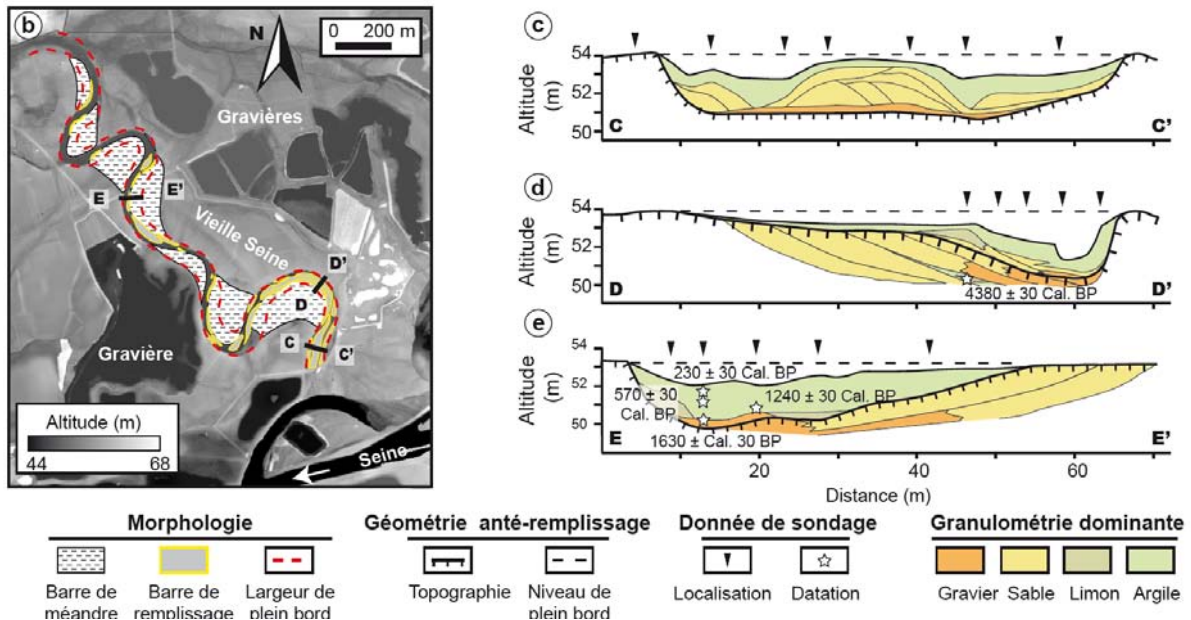 b
N
0 200 m
Gravières
E
E'
Vieille Seine
D'
D
C
C'
Gravière
Altitude (m)
44 68
Seine
c
Altitude (m)
54
52
50
C
C'
d
Altitude (m)
54
52
50
D
4380 ± 30 Cal. BP
D'
e
Altitude (m)
54
52
50
230 ± 30 Cal. BP
570 ± 30 Cal. BP
1240 ± 30 Cal. BP
1630 ± Cal. 30 BP
E
E'
20 40 60
Distance (m)
Morphologie
Barre de méandre
Barre de remplissage
Largeur de plein bord
Géométrie anté-remplissage
Topographie
Niveau de plein bord
Donnée de sondage
Localisation
Datation
Granulométrie dominante
Gravier Sable Limon Argile